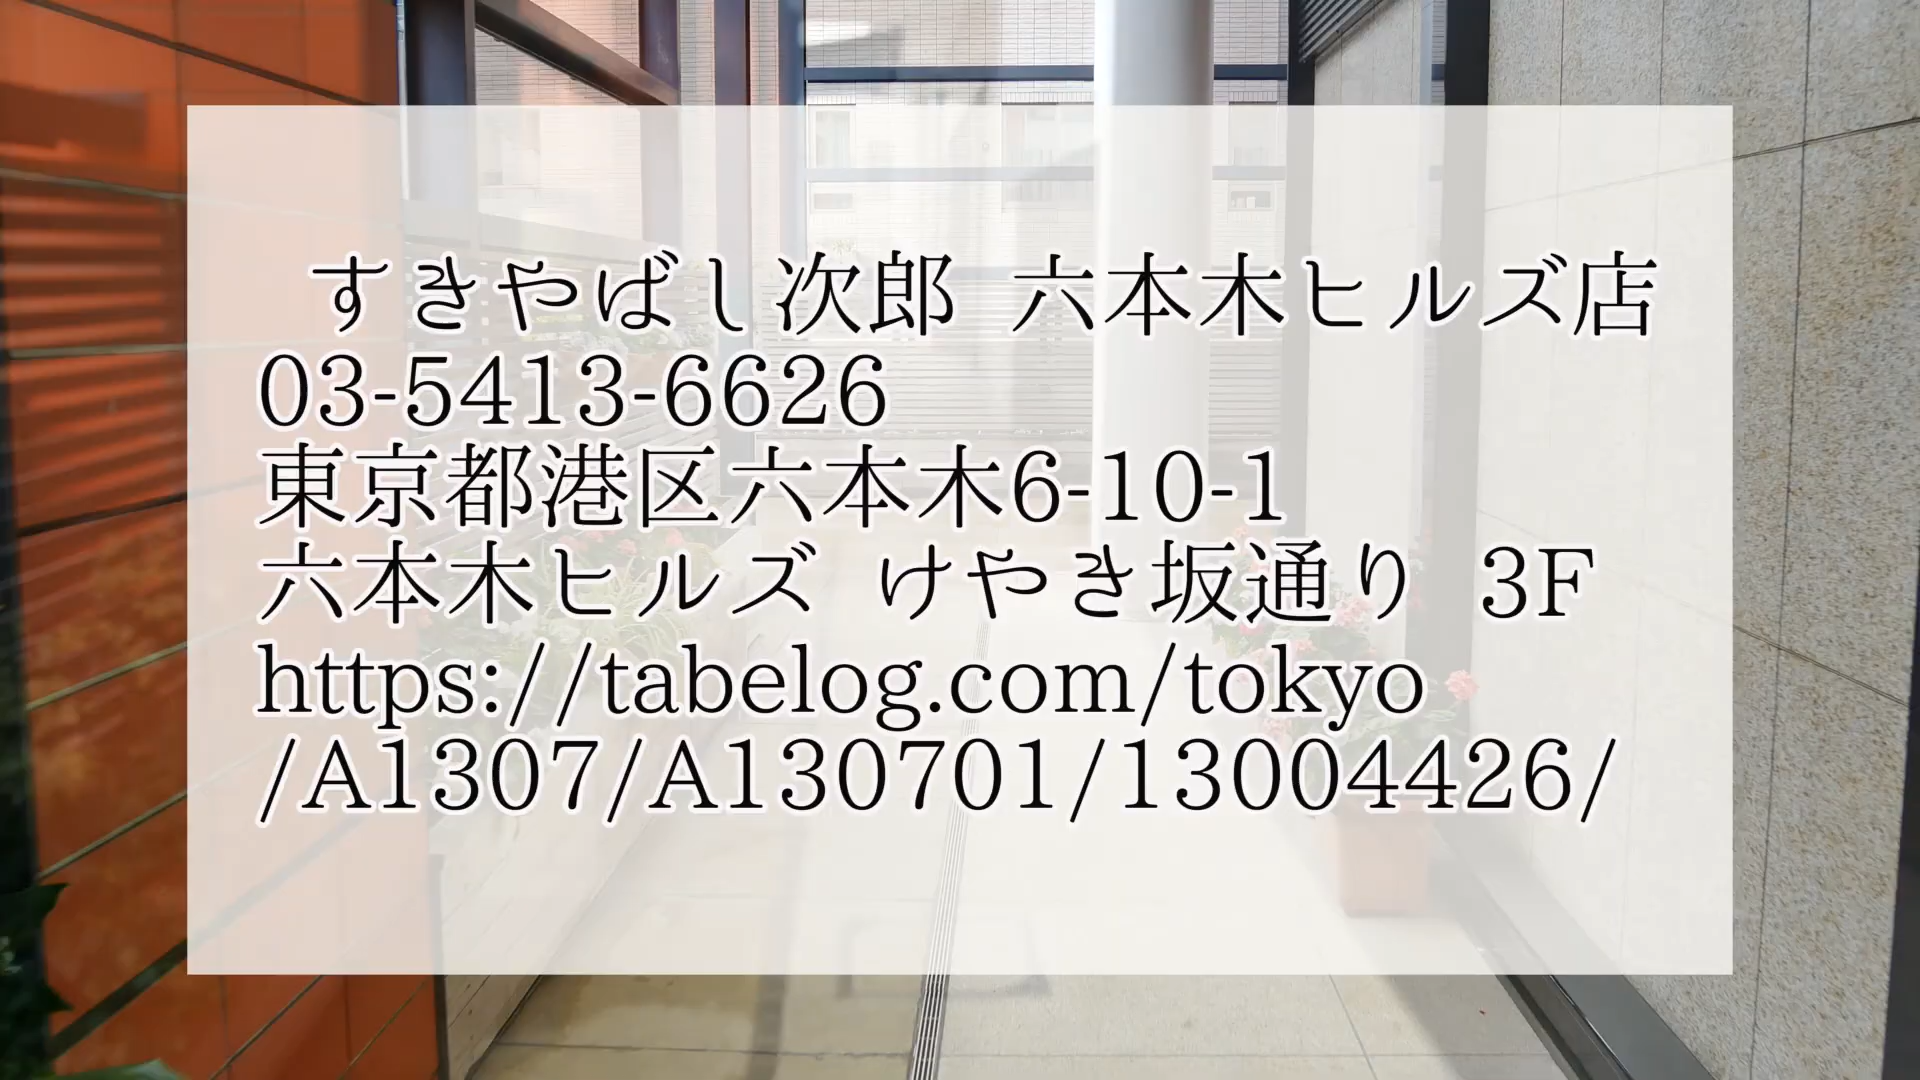 すきやばし次郎 六本木ヒルズ店
03-5413-6626
東京都港区六本木6-10-1
六本木ヒルズ けやき坂通り 3F
https://tabelog.com/tokyo
/A1307/A130701/13004426/